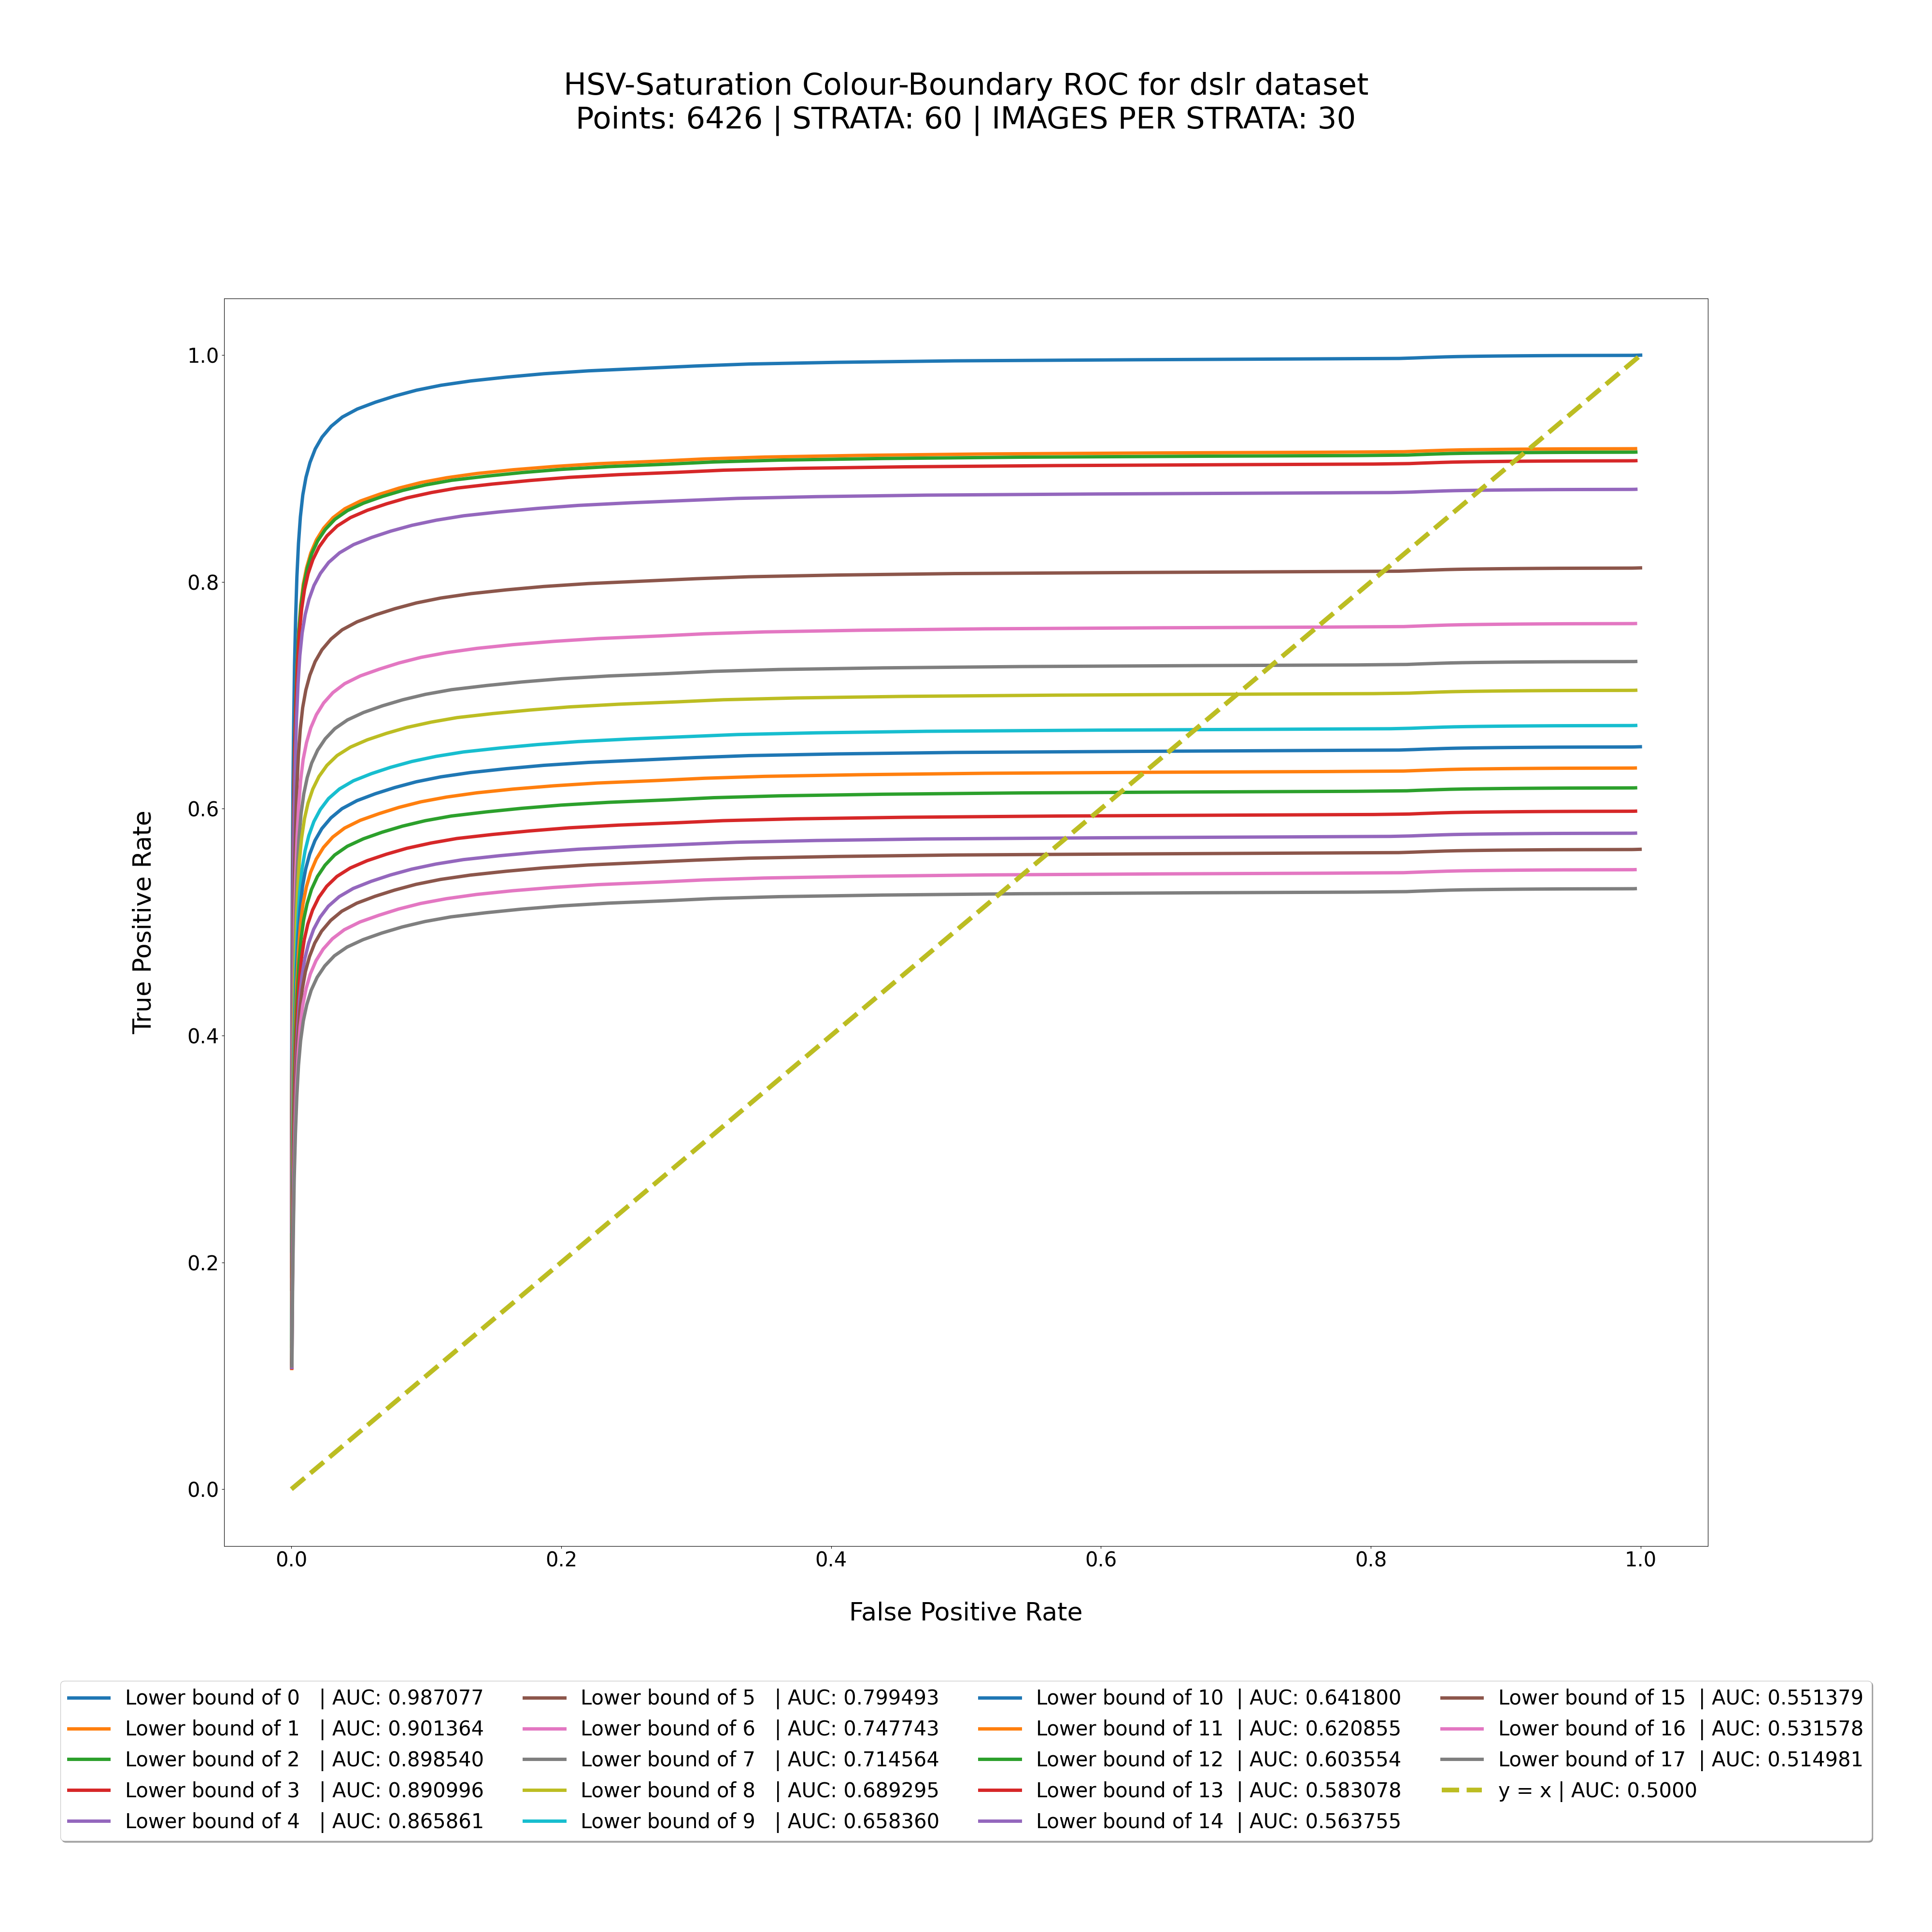 HSV-Saturation Colour-Boundary ROC for dslr dataset
Points: 6426 | STRATA: 60 | IMAGES PER STRATA: 30
1.0
0.8
0.6
0.4
0.2
0.0
True Positive Rate
0.0 0.2 0.4 0.6 0.8 1.0
False Positive Rate
Lower bound of 0 | AUC: 0.987077
Lower bound of 1 | AUC: 0.901364
Lower bound of 2 | AUC: 0.898540
Lower bound of 3 | AUC: 0.890996
Lower bound of 4 | AUC: 0.865861
Lower bound of 5 | AUC: 0.799493
Lower bound of 6 | AUC: 0.747743
Lower bound of 7 | AUC: 0.714564
Lower bound of 8 | AUC: 0.689295
Lower bound of 9 | AUC: 0.658360
Lower bound of 10 | AUC: 0.641800
Lower bound of 11 | AUC: 0.620855
Lower bound of 12 | AUC: 0.603554
Lower bound of 13 | AUC: 0.583078
Lower bound of 14 | AUC: 0.563755
Lower bound of 15 | AUC: 0.551379
Lower bound of 16 | AUC: 0.531578
Lower bound of 17 | AUC: 0.514981
y = x | AUC: 0.5000